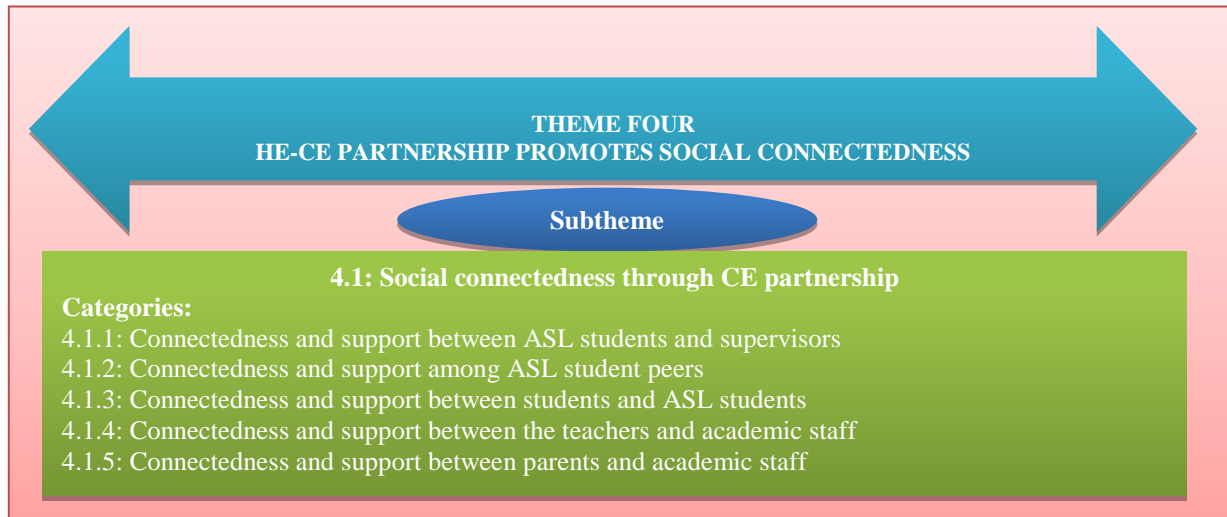 THEME FOUR
HE-CE PARTNERSHIP PROMOTES SOCIAL CONNECTEDNESS
Subtheme
4.1: Social connectedness through CE partnership
Categories:
4.1.1: Connectedness and support between ASL students and supervisors
4.1.2: Connectedness and support among ASL student peers
4.1.3: Connectedness and support between students and ASL students
4.1.4: Connectedness and support between the teachers and academic staff
4.1.5: Connectedness and support between parents and academic staff